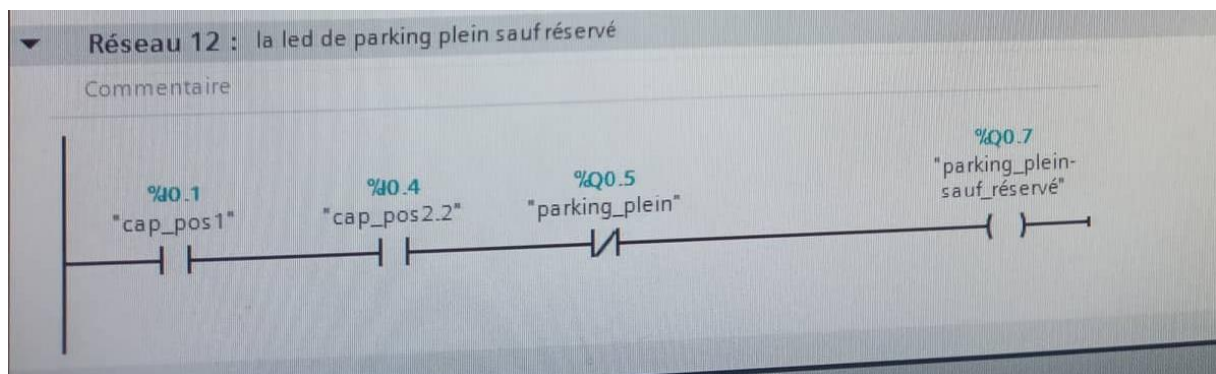 Réseau 12 : la led de parking plein sauf réservé
Commentaire
%I0.1
"cap_pos1"
%I0.4
"cap_pos2.2"
%Q0.5
"parking_plein"
%Q0.7
"parking_plein-
sauf_réservé"